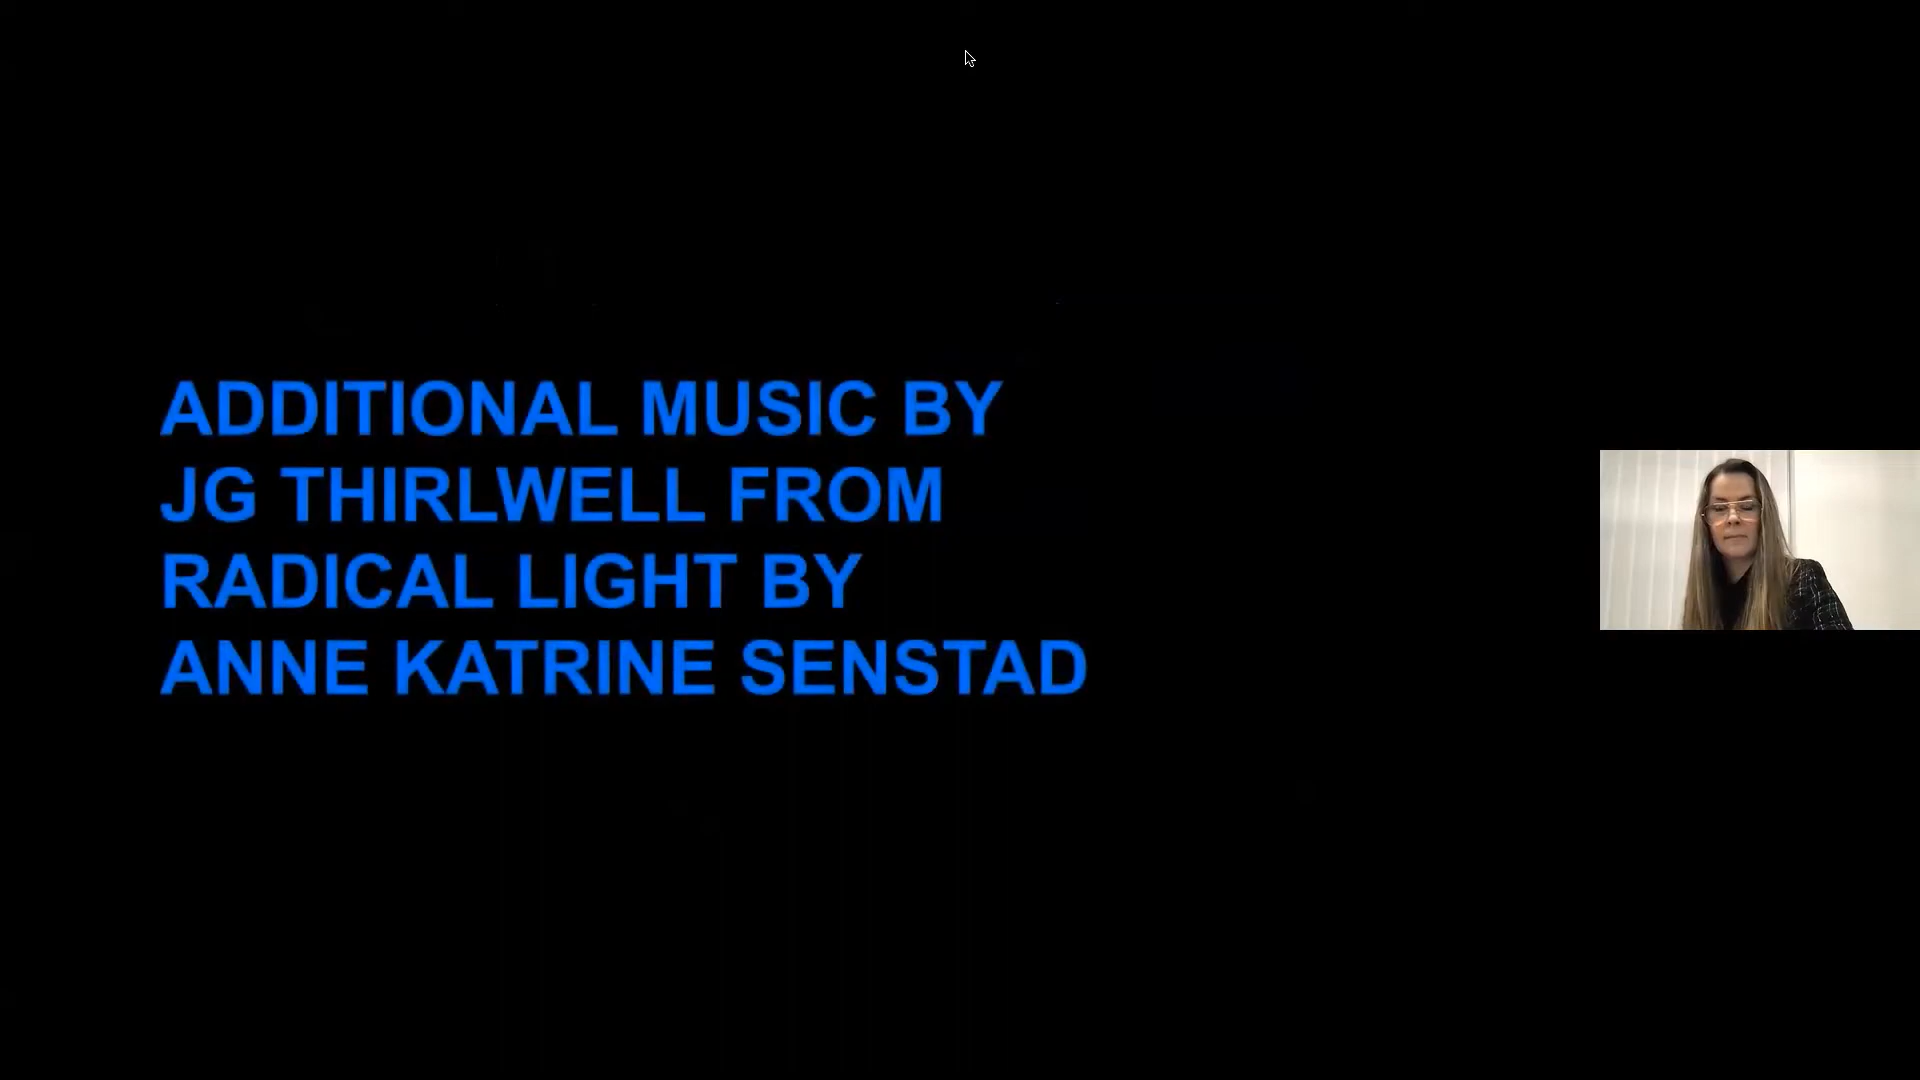 ADDITIONAL MUSIC BY
JG THIRLWELL FROM
RADICAL LIGHT BY
ANNE KATRINE SENSTAD